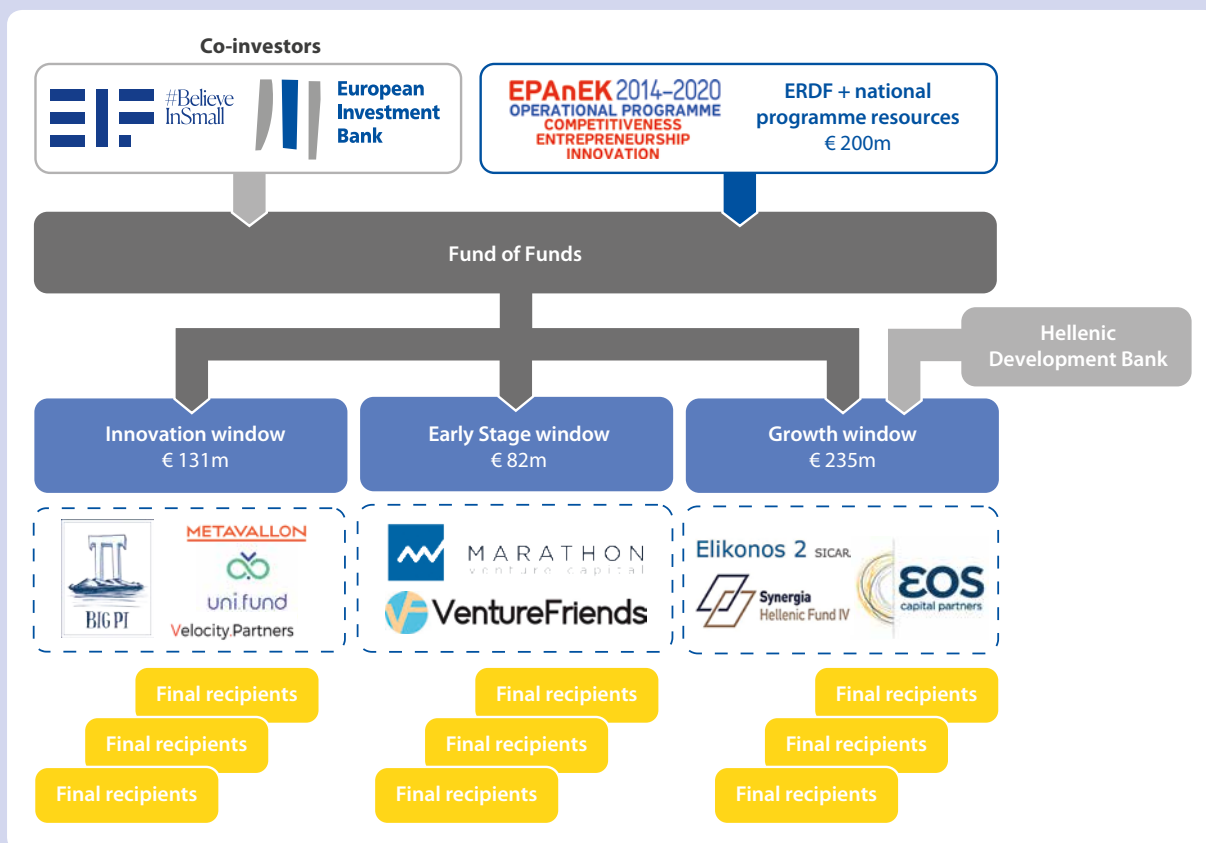 Co-investors
EIF
#Believe
InSmall
European
Investment
Bank
EPAnEK 2014–2020
OPERATIONAL PROGRAMME
COMPETITIVENESS
ENTREPRENEURSHIP
INNOVATION
ERDF + national
programme resources
€ 200m
Fund of Funds
Hellenic
Development Bank
Innovation window
€ 131m
Early Stage window
€ 82m
Growth window
€ 235m
BIG PI
METAVALLON
uni.fund
Velocity.Partners
MARATHON
venture capital
VF VentureFriends
Elikonos 2 SICAR.
Synergia
Hellenic Fund IV
EOS
capital partners
Final recipients
Final recipients
Final recipients
Final recipients
Final recipients
Final recipients
Final recipients
Final recipients
Final recipients